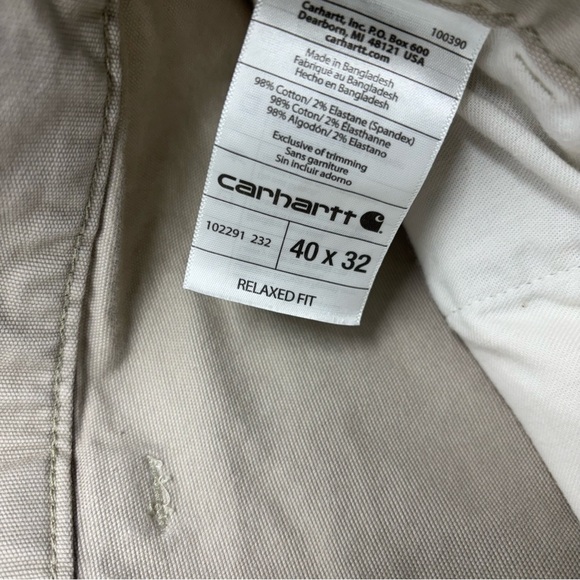 Carhartt, Inc. P.O. Box 600
Dearborn, MI 48121 USA
carhartt.com
100390
Made in Bangladesh
Fabriqué au Bangladesh
Hecho en Bangladesh
98% Cotton/ 2% Elastane (Spandex)
98% Coton/ 2% Élasthanne
98% Algodón/ 2% Elastano
Exclusive of trimming
Sans garniture
Sin incluir adorno
carhartt
102291 232
40 x 32
RELAXED FIT